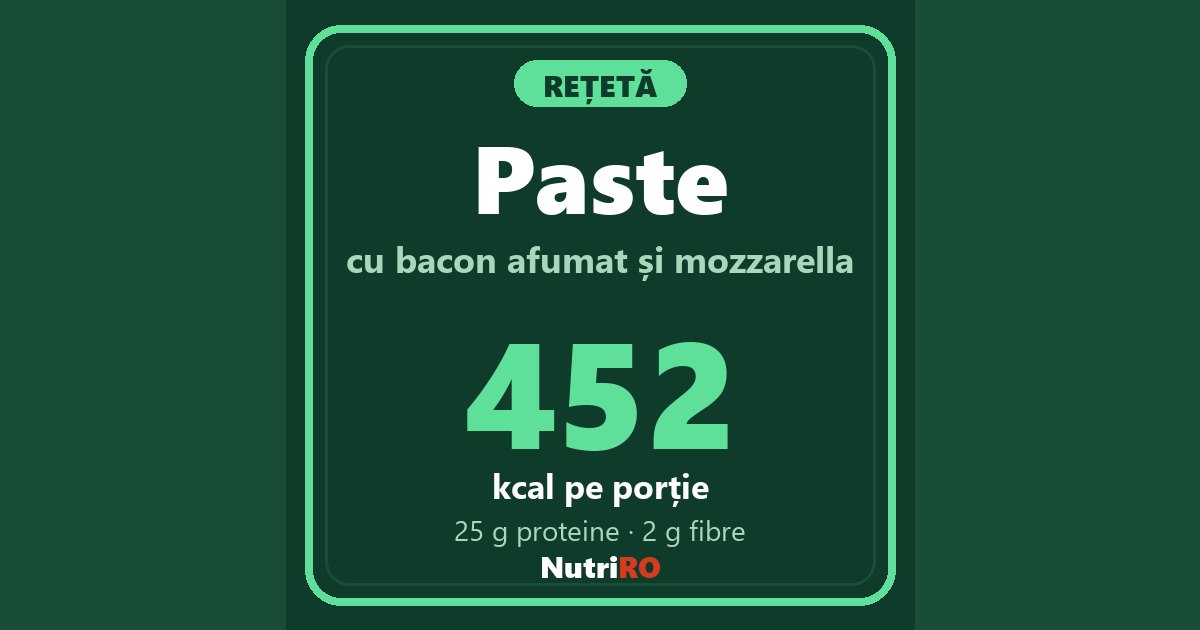 REȚETĂ
Paste
cu bacon afumat și mozzarella
452
kcal pe porție
25 g proteine · 2 g fibre
NutriRO